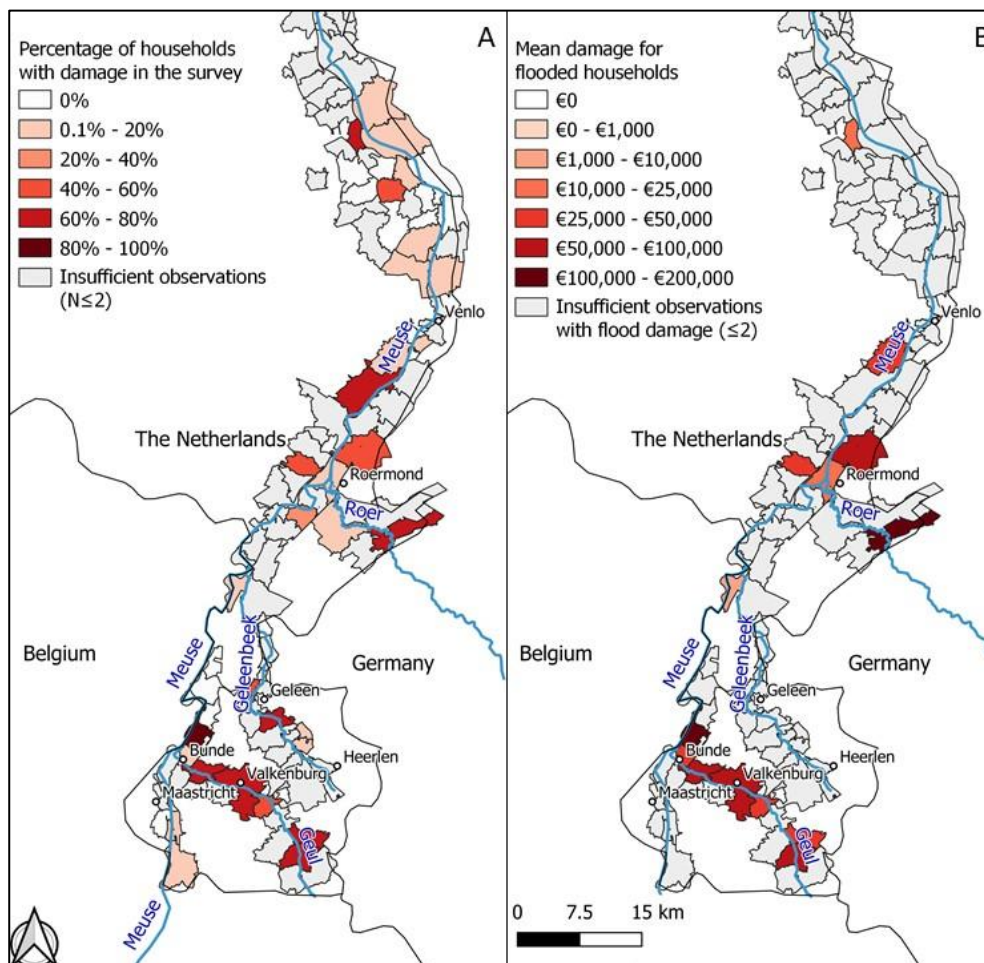 Percentage of households
with damage in the survey
0%
0.1% - 20%
20% - 40%
40% - 60%
60% - 80%
80% - 100%
Insufficient observations
(N≤2)
A
Venlo
Meuse
The Netherlands
Roermond
Roer
Belgium
Meuse
Geleenbeek
Germany
Geleen
Bunde
Heerlen
Valkenburg
Maastricht
Geul
Meuse
Mean damage for
flooded households
€0
€0 - €1,000
€1,000 - €10,000
€10,000 - €25,000
€25,000 - €50,000
€50,000 - €100,000
€100,000 - €200,000
Insufficient observations
with flood damage (≤2)
B
Venlo
Meuse
The Netherlands
Roermond
Roer
Belgium
Meuse
Geleenbeek
Germany
Geleen
Bunde
Heerlen
Valkenburg
Maastricht
Geul
0 7.5 15 km